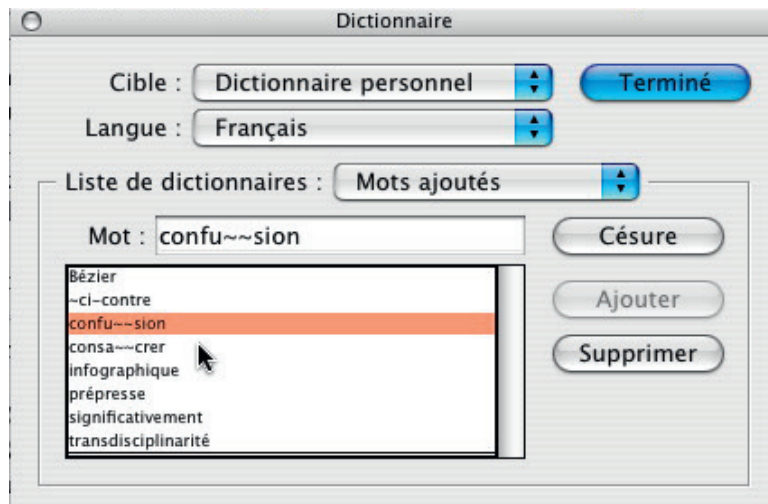 Dictionnaire
Cible : Dictionnaire personnel Terminé
Langue : Français
Liste de dictionnaires : Mots ajoutés
Mot : confu~~sion Césure
Bézier
~ci-contre
confu~~sion
consa~~crer
infographique
prépresse
significativement
transdisciplinarité
Ajouter
Supprimer